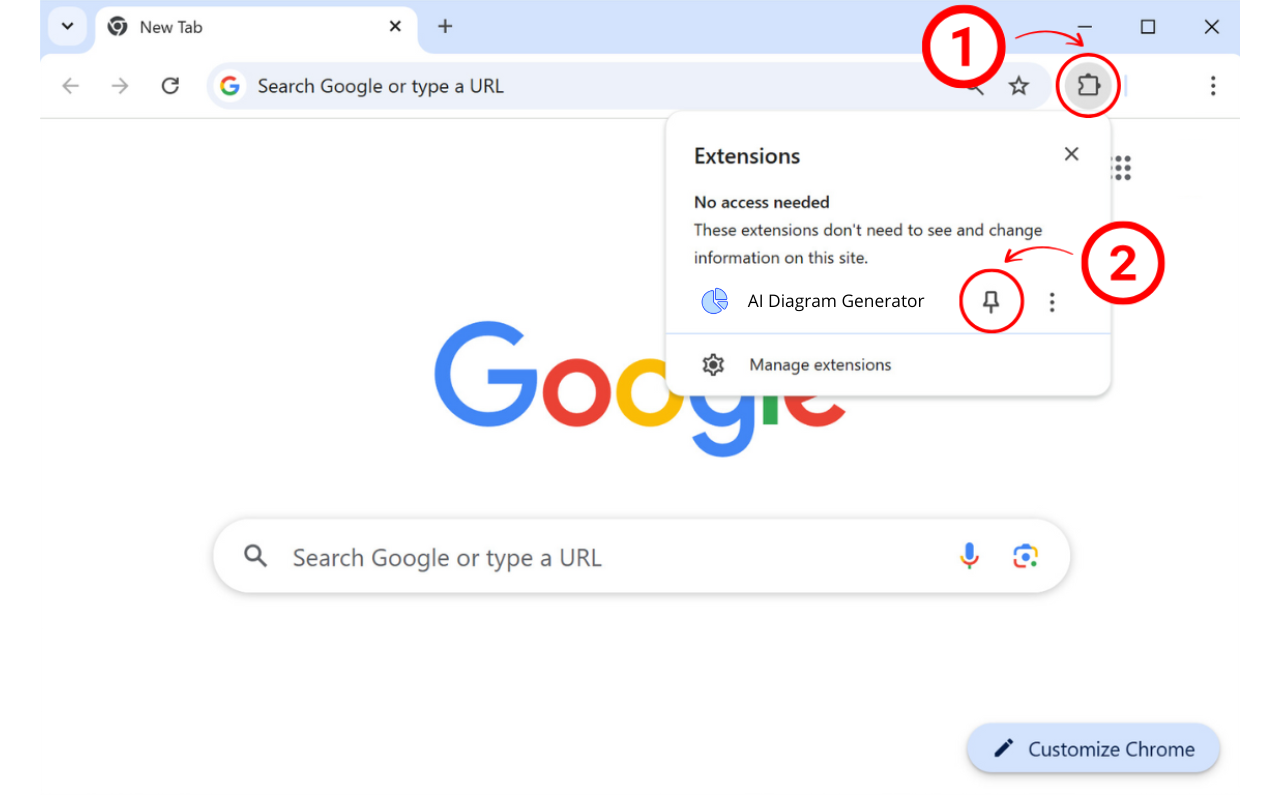 New Tab
1
Search Google or type a URL
Extensions
No access needed
These extensions don't need to see and change
information on this site.
2
AI Diagram Generator
Manage extensions
Google
Search Google or type a URL
Customize Chrome